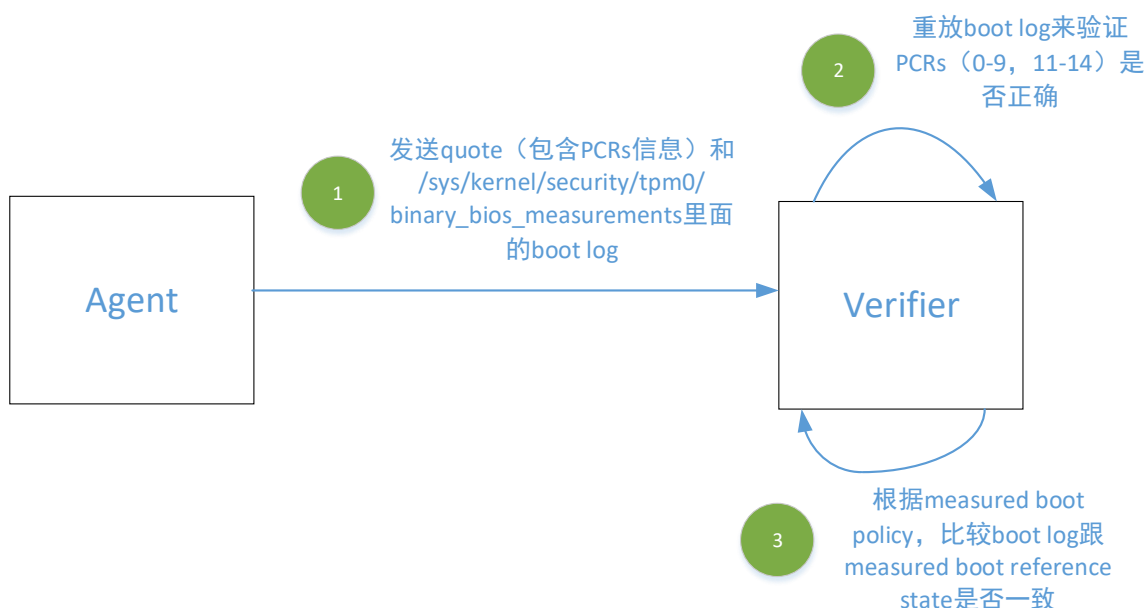 重放boot log来验证
PCRs（0-9，11-14）是
否正确
2
发送quote（包含PCRs信息）和
/sys/kernel/security/tpm0/
binary_bios_measurements里面
的boot log
1
Agent
Verifier
根据measured boot
policy，比较boot log跟
measured boot reference
state是否一致
3